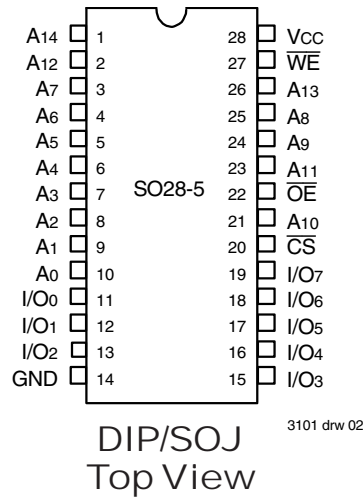 A14 1 28 VCC
A12 2 27 W̅E̅
A7 3 26 A13
A6 4 25 A8
A5 5 24 A9
A4 6 23 A11
A3 7 SO28-5 22 O̅E̅
A2 8 21 A10
A1 9 20 C̅S̅
A0 10 19 I/O7
I/O0 11 18 I/O6
I/O1 12 17 I/O5
I/O2 13 16 I/O4
GND 14 15 I/O3
3101 drw 02
DIP/SOJ
Top View